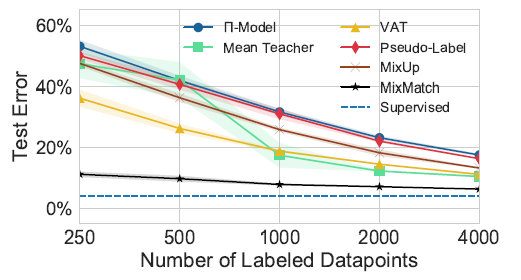 60%
40%
20%
0%
Test Error
Π-Model
Mean Teacher
VAT
Pseudo-Label
MixUp
MixMatch
Supervised
250 500 1000 2000 4000
Number of Labeled Datapoints